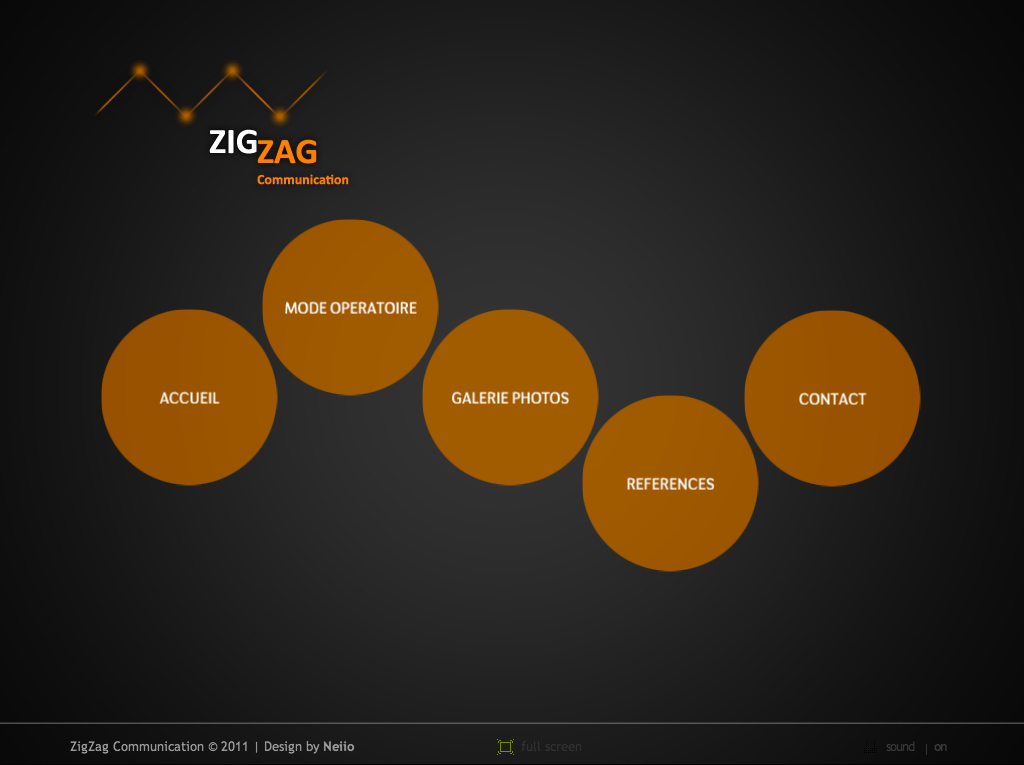 ZIGZAG
Communication
MODE OPERATOIRE
ACCUEIL
GALERIE PHOTOS
CONTACT
REFERENCES
ZigZag Communication © 2011 | Design by Neiio
full screen
sound | on